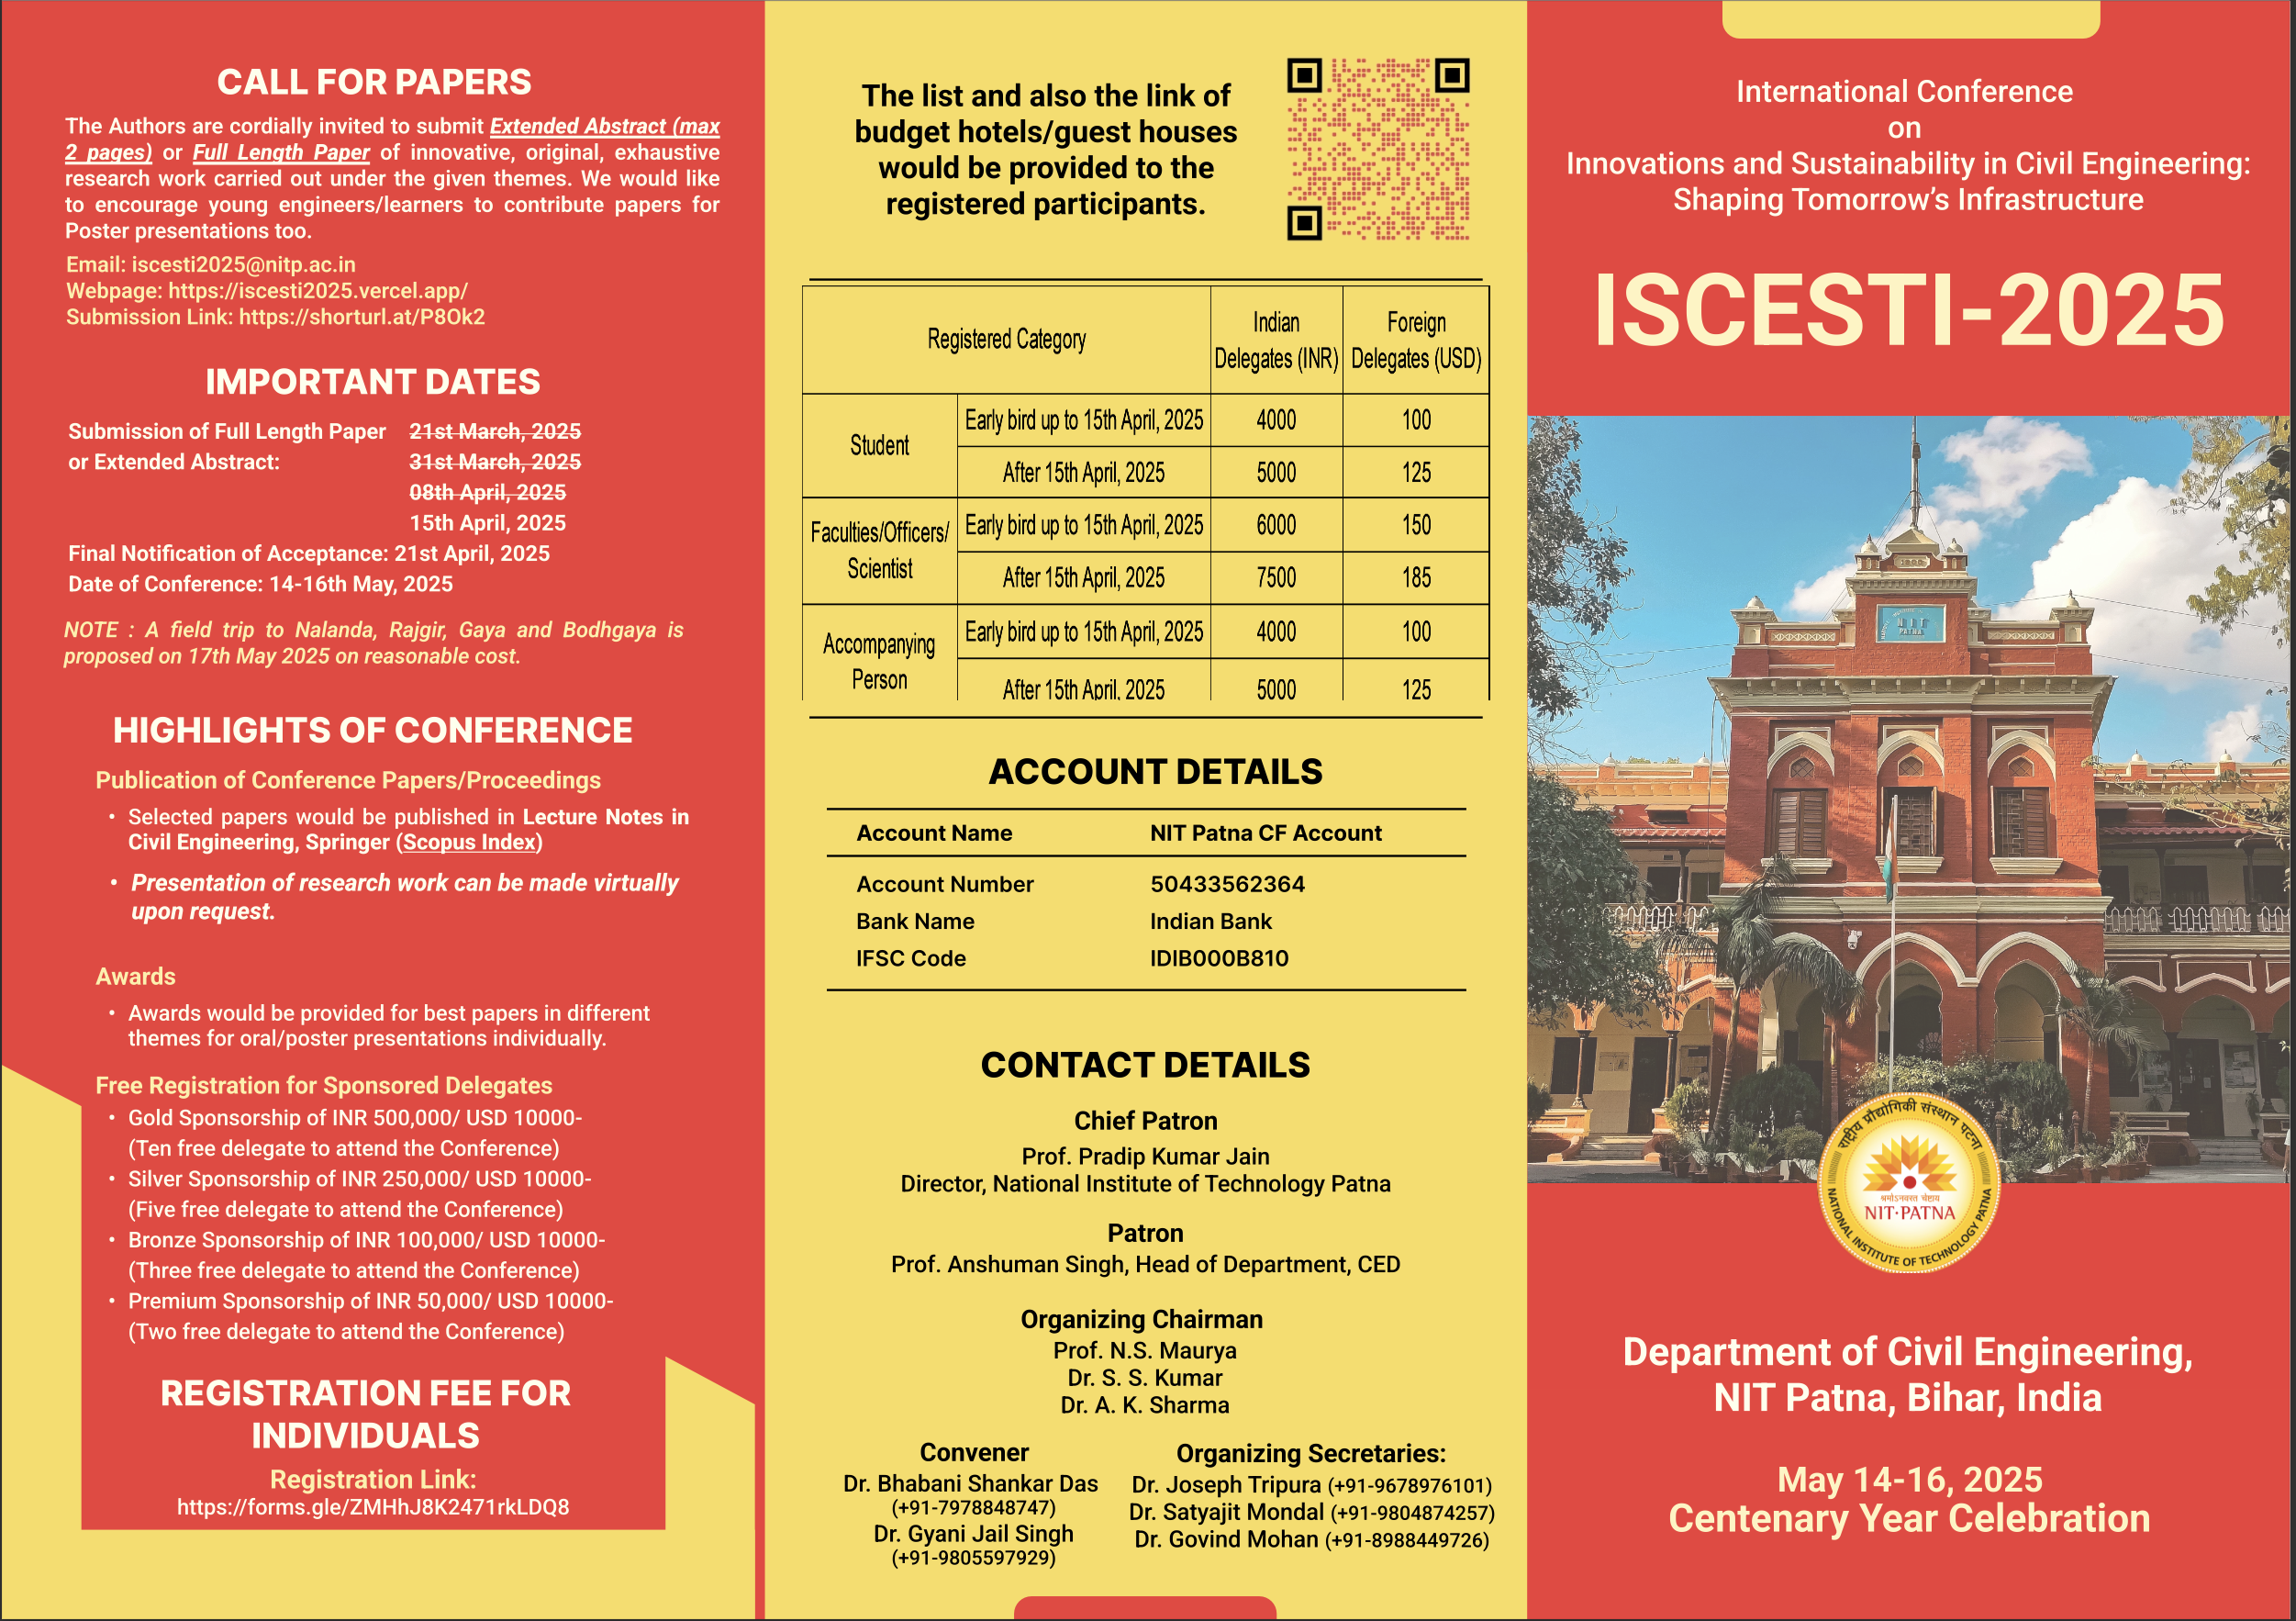 CALL FOR PAPERS
The Authors are cordially invited to submit Extended Abstract (max
2 pages) or Full Length Paper of innovative, original, exhaustive
research work carried out under the given themes. We would like
to encourage young engineers/learners to contribute papers for
Poster presentations too.
Email: iscesti2025@nitp.ac.in
Webpage: https://iscesti2025.vercel.app/
Submission Link: https://shorturl.at/P8Ok2
IMPORTANT DATES
Submission of Full Length Paper 21st March, 2025
or Extended Abstract: 31st March, 2025
08th April, 2025
15th April, 2025
Final Notification of Acceptance: 21st April, 2025
Date of Conference: 14-16th May, 2025
NOTE : A field trip to Nalanda, Rajgir, Gaya and Bodhgaya is
proposed on 17th May 2025 on reasonable cost.
HIGHLIGHTS OF CONFERENCE
Publication of Conference Papers/Proceedings
• Selected papers would be published in Lecture Notes in
Civil Engineering, Springer (Scopus Index)
• Presentation of research work can be made virtually
upon request.
Awards
• Awards would be provided for best papers in different
themes for oral/poster presentations individually.
Free Registration for Sponsored Delegates
• Gold Sponsorship of INR 500,000/ USD 10000-
(Ten free delegate to attend the Conference)
• Silver Sponsorship of INR 250,000/ USD 10000-
(Five free delegate to attend the Conference)
• Bronze Sponsorship of INR 100,000/ USD 10000-
(Three free delegate to attend the Conference)
• Premium Sponsorship of INR 50,000/ USD 10000-
(Two free delegate to attend the Conference)
REGISTRATION FEE FOR
INDIVIDUALS
Registration Link:
https://forms.gle/ZMHhJ8K2471rkLDQ8
The list and also the link of
budget hotels/guest houses
would be provided to the
registered participants.
Registered Category Indian Delegates (INR) Foreign Delegates (USD)
Student Early bird up to 15th April, 2025 4000 100
After 15th April, 2025 5000 125
Faculties/Officers/ Scientist Early bird up to 15th April, 2025 6000 150
After 15th April, 2025 7500 185
Accompanying Person Early bird up to 15th April, 2025 4000 100
After 15th April, 2025 5000 125
ACCOUNT DETAILS
Account Name NIT Patna CF Account
Account Number 50433562364
Bank Name Indian Bank
IFSC Code IDIB000B810
CONTACT DETAILS
Chief Patron
Prof. Pradip Kumar Jain
Director, National Institute of Technology Patna
Patron
Prof. Anshuman Singh, Head of Department, CED
Organizing Chairman
Prof. N.S. Maurya
Dr. S. S. Kumar
Dr. A. K. Sharma
Convener
Dr. Bhabani Shankar Das
(+91-7978848747)
Dr. Gyani Jail Singh
(+91-9805597929)
Organizing Secretaries:
Dr. Joseph Tripura (+91-9678976101)
Dr. Satyajit Mondal (+91-9804874257)
Dr. Govind Mohan (+91-8988449726)
International Conference
on
Innovations and Sustainability in Civil Engineering:
Shaping Tomorrow's Infrastructure
ISCESTI-2025
NIT
PATNA
राष्ट्रीय प्रौद्योगिकी संस्थान पटना
श्रमोऽनवरत चेष्टाय
NIT·PATNA
NATIONAL INSTITUTE OF TECHNOLOGY PATNA
Department of Civil Engineering,
NIT Patna, Bihar, India
May 14-16, 2025
Centenary Year Celebration